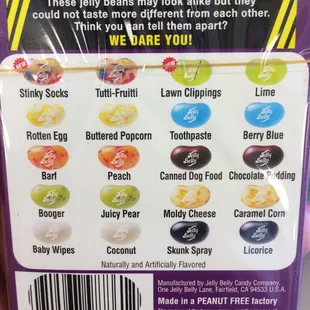 These jelly beans may look alike but they
could not taste more different from each other.
Think you can tell them apart?
WE DARE YOU!
Stinky Socks Tutti-Fruitti Lawn Clippings Lime
Rotten Egg Buttered Popcorn Toothpaste Berry Blue
Barf Peach Canned Dog Food Chocolate Pudding
Booger Juicy Pear Moldy Cheese Caramel Corn
Baby Wipes Coconut Skunk Spray Licorice
Naturally and Artificially Flavored
Manufactured by Jelly Belly Candy Company,
One Jelly Belly Lane, Fairfield, CA 94533 U.S.A.
Made in a PEANUT FREE factory